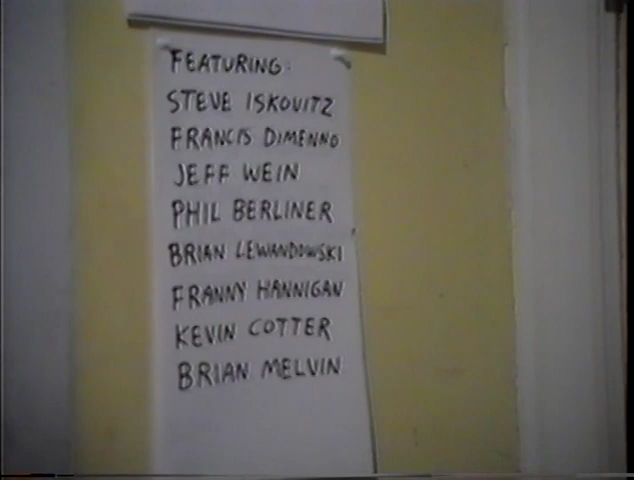 FEATURING:
STEVE ISKOVITZ
FRANCIS DIMENNO
JEFF WEIN
PHIL BERLINER
BRIAN LEWANDOWSKI
FRANNY HANNIGAN
KEVIN COTTER
BRIAN MELVIN